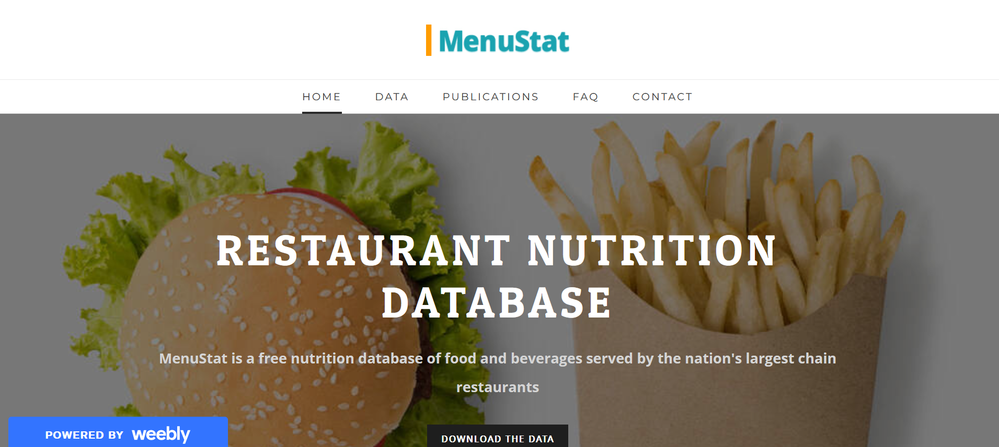 MenuStat
HOME DATA PUBLICATIONS FAQ CONTACT
RESTAURANT NUTRITION
DATABASE
MenuStat is a free nutrition database of food and beverages served by the nation's largest chain
restaurants
DOWNLOAD THE DATA
POWERED BY weebly